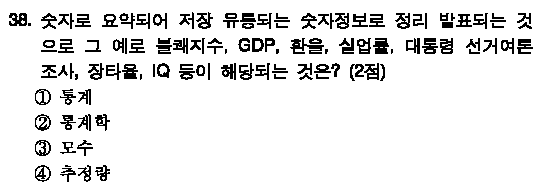 38. 숫자로 요약되어 저장 유통되는 숫자정보로 정리 발표되는 것
으로 그 예로 불쾌지수, GDP, 환율, 실업률, 대통령 선거여론
조사, 장타율, IQ 등이 해당되는 것은? (2점)
① 통계
② 통계학
③ 모수
④ 추정량